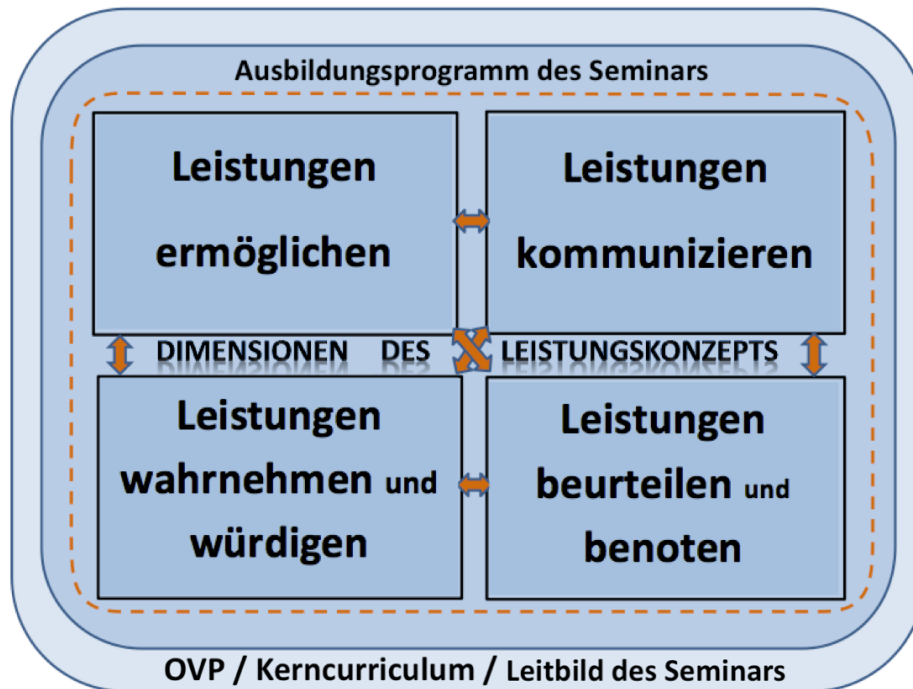 Ausbildungsprogramm des Seminars
Leistungen
ermöglichen
Leistungen
kommunizieren
DIMENSIONEN DES LEISTUNGSKONZEPTS
Leistungen
wahrnehmen und
würdigen
Leistungen
beurteilen und
benoten
OVP / Kerncurriculum / Leitbild des Seminars